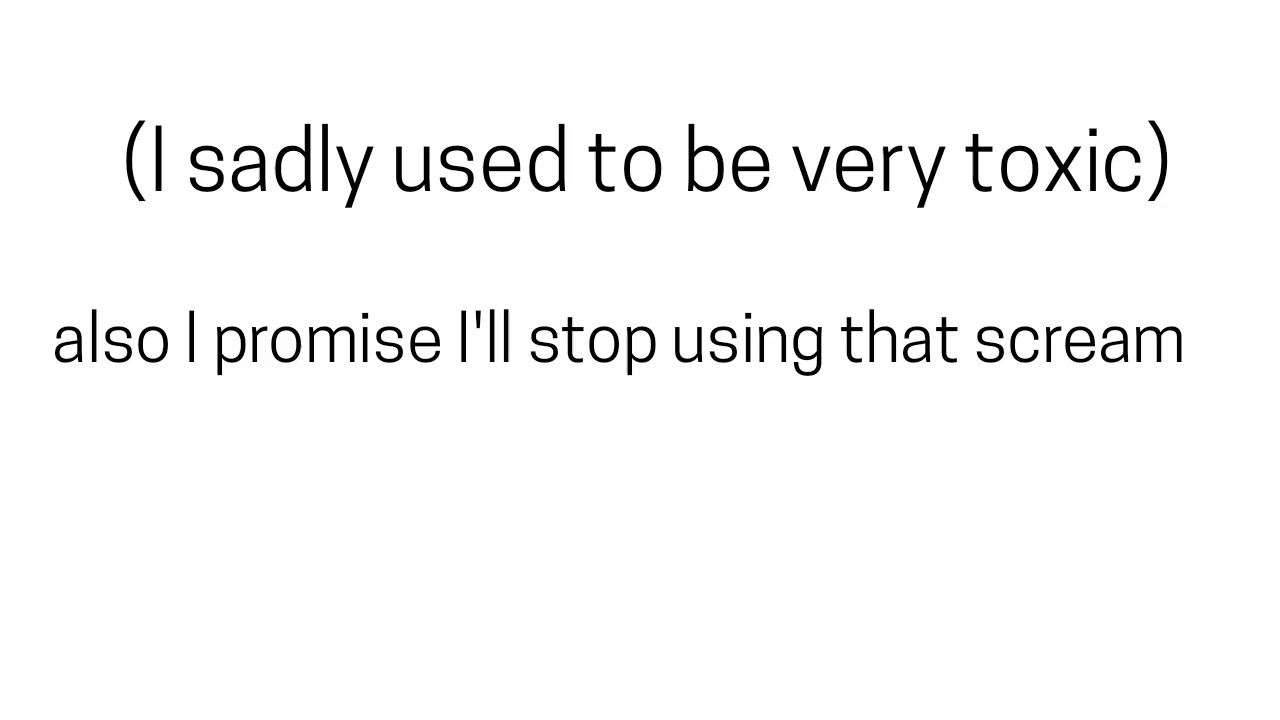 (I sadly used to be very toxic)
also I promise I'll stop using that scream